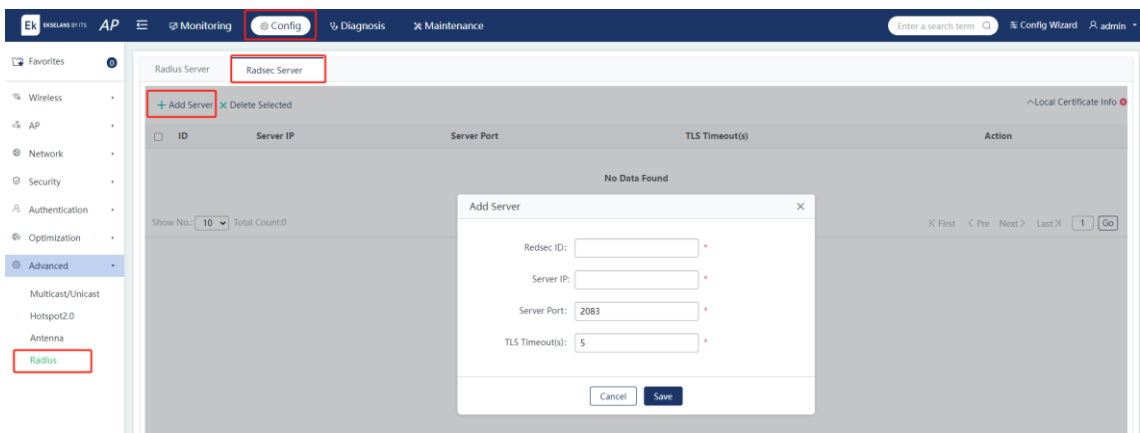 Ek EKSELANS BY ITS AP Monitoring Config Diagnosis Maintenance Enter a search term Config Wizard admin
Favorites 0
Wireless
AP
Network
Security
Authentication
Optimization
Advanced
Multicast/Unicast
Hotspot2.0
Antenna
Radius
Radius Server Radsec Server
+ Add Server Delete Selected Local Certificate Info
ID Server IP Server Port TLS Timeout(s) Action
No Data Found
Show No.: 10 Total Count:0 First < Pre Next > Last 1 Go
Add Server
Redsec ID: *
Server IP: *
Server Port: 2083 *
TLS Timeout(s): 5 *
Cancel Save